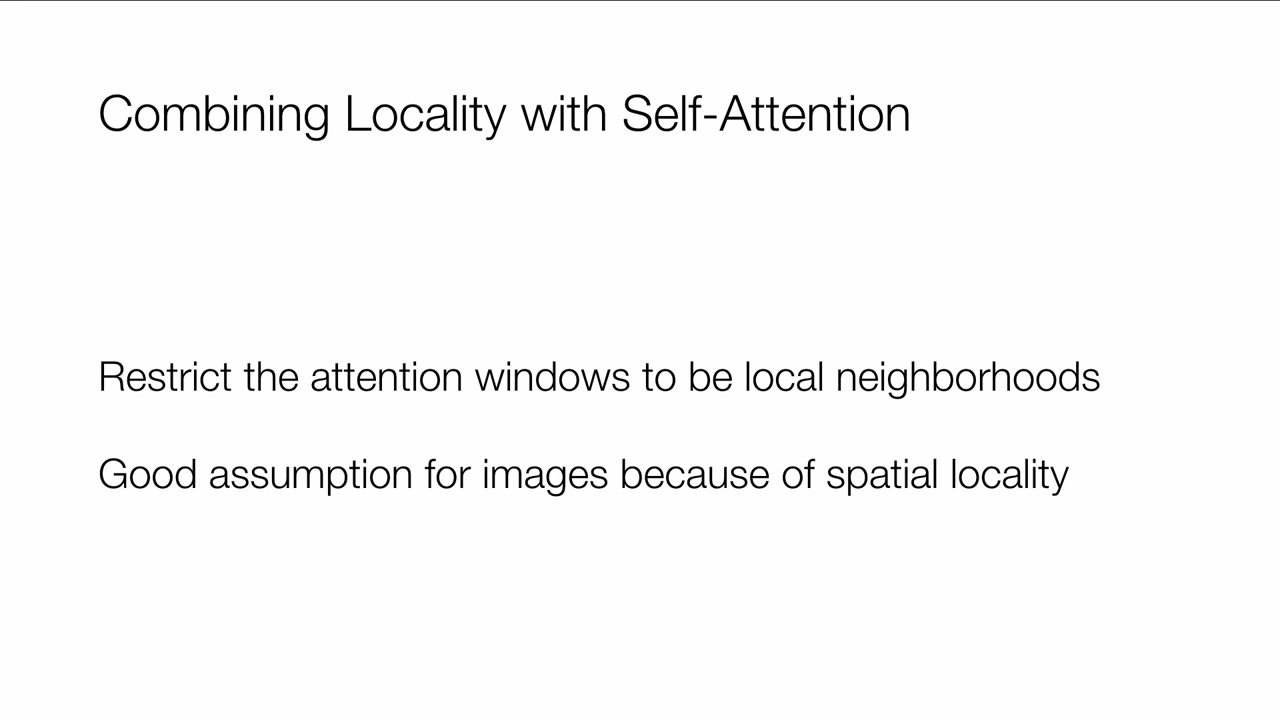 Combining Locality with Self-Attention
Restrict the attention windows to be local neighborhoods
Good assumption for images because of spatial locality